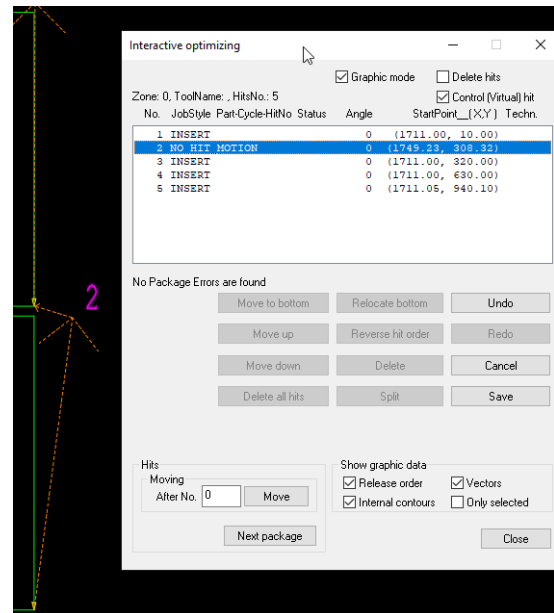 Interactive optimizing
Graphic mode Delete hits
Zone: 0, ToolName: , HitsNo.: 5 Control (Virtual) hit
No. JobStyle Part-Cycle-HitNo Status Angle StartPoint__(X,Y) Techn.
1 INSERT 0 (1711.00, 10.00)
2 NO HIT MOTION 0 (1749.23, 308.32)
3 INSERT 0 (1711.00, 320.00)
4 INSERT 0 (1711.00, 630.00)
5 INSERT 0 (1711.05, 940.10)
2
No Package Errors are found
Move to bottom Relocate bottom Undo
Move up Reverse hit order Redo
Move down Delete Cancel
Delete all hits Split Save
Hits Show graphic data
Moving Release order Vectors
After No. 0 Move Internal contours Only selected
Next package Close